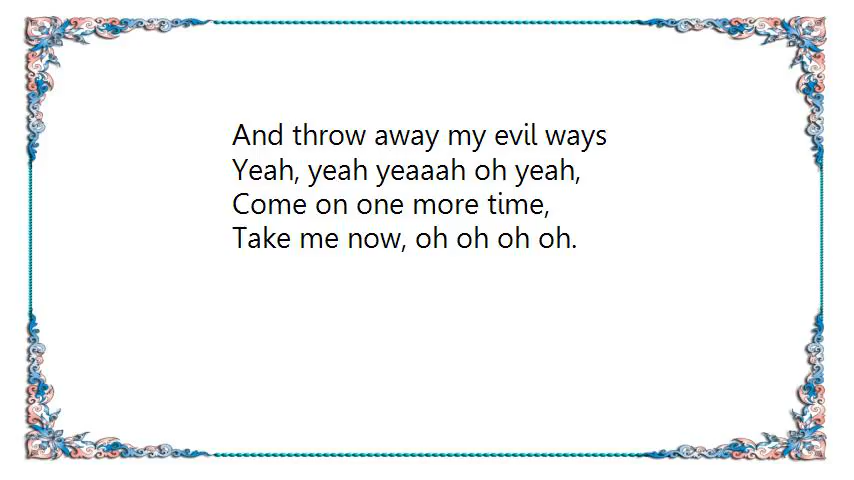 And throw away my evil ways
Yeah, yeah yeaaah oh yeah,
Come on one more time,
Take me now, oh oh oh oh.